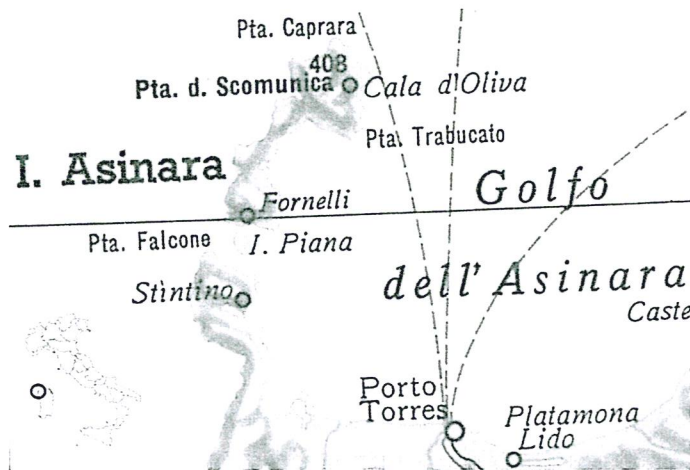 Pta. Caprara
408
Pta. d. Scomunica
Cala d'Oliva
Pta. Trabucato
I. Asinara
Golfo
Fornelli
Pta. Falcone
I. Piana
dell' Asinara
Stintino
Caste
Porto
Torres
Platamona
Lido